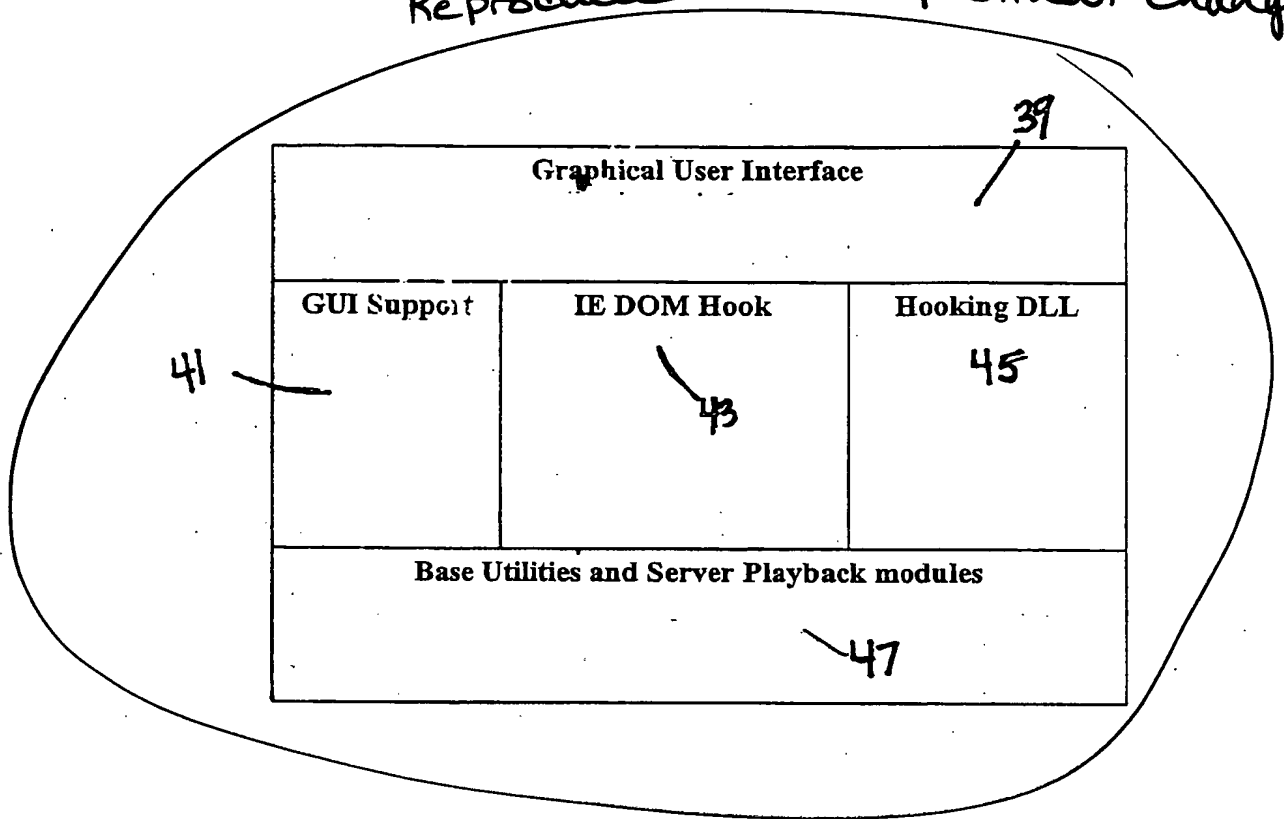 39
Graphical User Interface
GUI Support IE DOM Hook Hooking DLL
41 43 45
Base Utilities and Server Playback modules
47